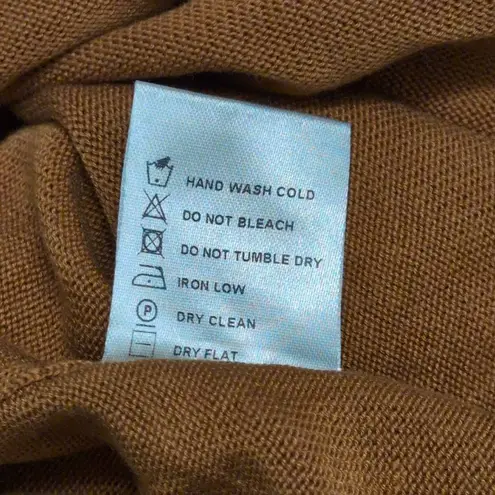 HAND WASH COLD
DO NOT BLEACH
DO NOT TUMBLE DRY
IRON LOW
P DRY CLEAN
DRY FLAT